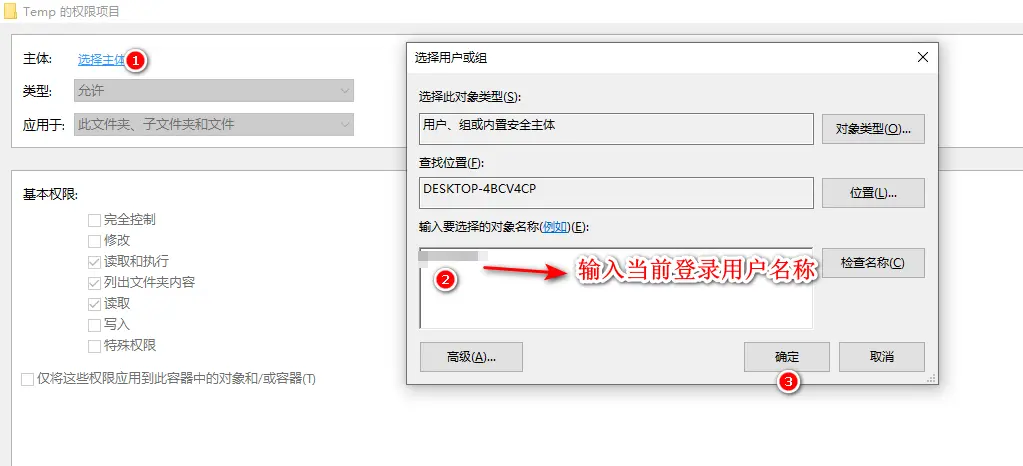 Temp 的权限项目
主体: 选择主体 1
类型: 允许
应用于: 此文件夹、子文件夹和文件
基本权限:
完全控制
修改
读取和执行
列出文件夹内容
读取
写入
特殊权限
仅将这些权限应用到此容器中的对象和/或容器(T)
选择用户或组
选择此对象类型(S):
用户、组或内置安全主体 对象类型(O)...
查找位置(F):
DESKTOP-4BCV4CP 位置(L)...
输入要选择的对象名称(例如)(E):
检查名称(C)
2 输入当前登录用户名称
高级(A)... 确定 取消
3